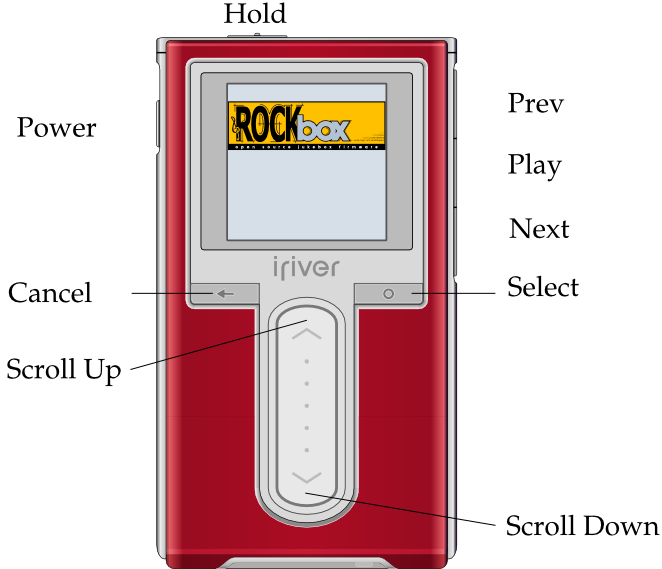 Hold
Prev
Power
ROCKbox
open source jukebox firmware
Play
Next
iriver
Cancel
Select
Scroll Up
Scroll Down